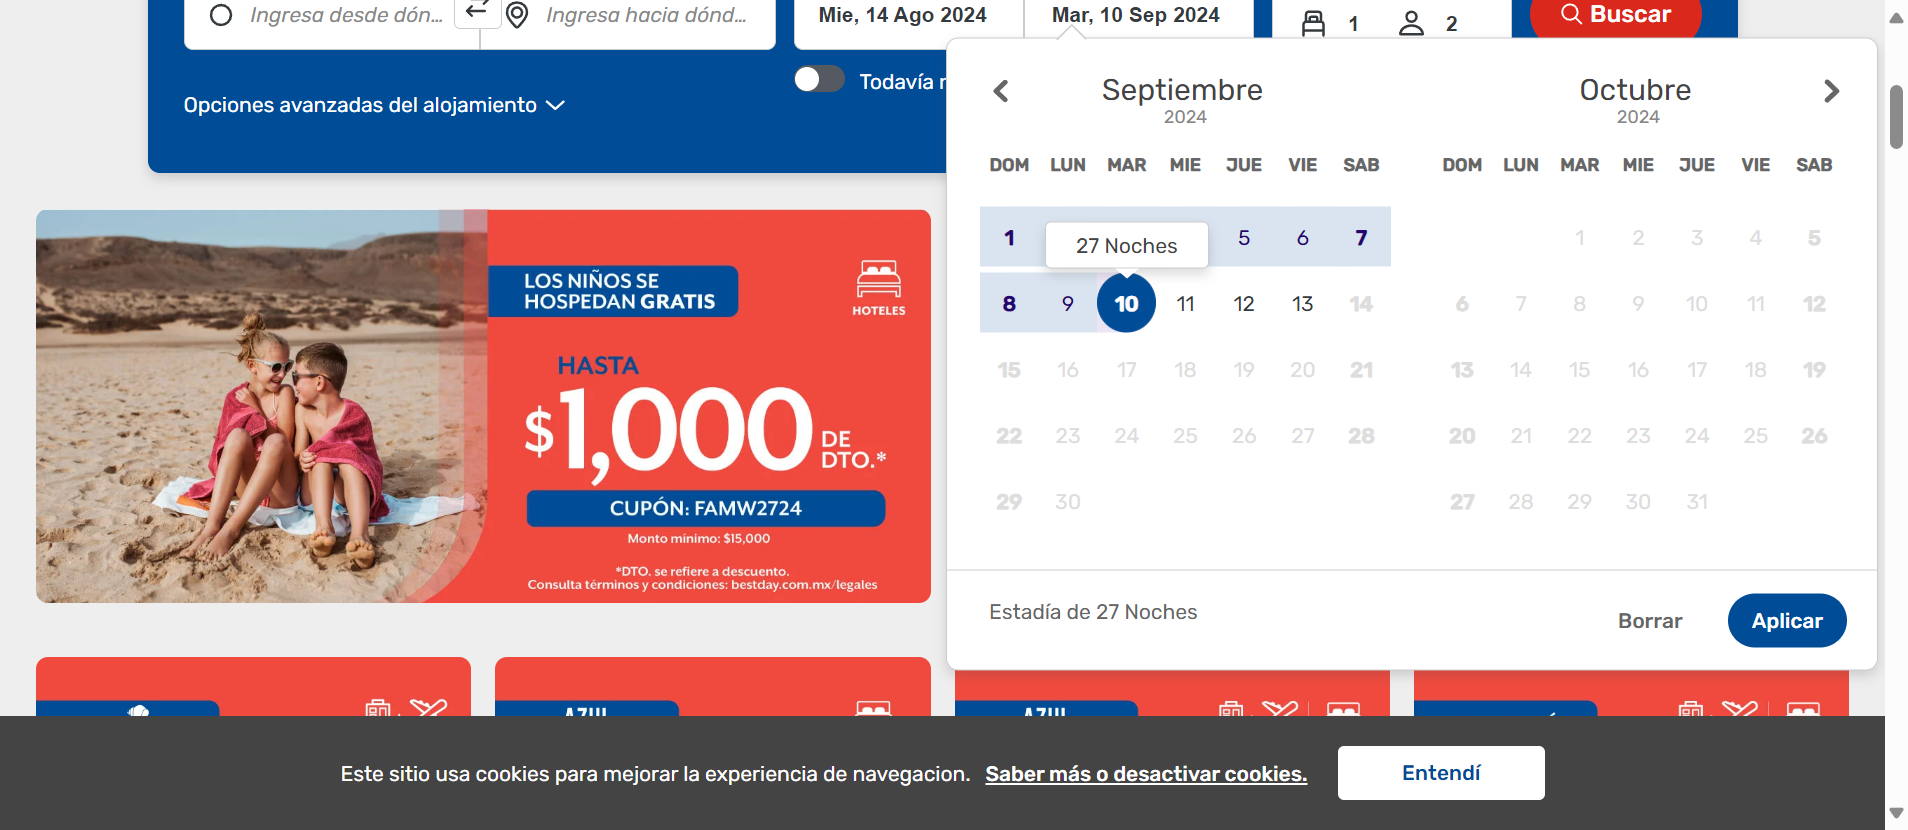 Ingresa desde dón...
Ingresa hacia dónd...
Mie, 14 Ago 2024
Mar, 10 Sep 2024
1
2
Buscar
Todavía
Opciones avanzadas del alojamiento
Septiembre
2024
DOM LUN MAR MIE JUE VIE SAB
1 5 6 7
27 Noches
8 9 10 11 12 13 14
15 16 17 18 19 20 21
22 23 24 25 26 27 28
29 30
Octubre
2024
DOM LUN MAR MIE JUE VIE SAB
1 2 3 4 5
6 7 8 9 10 11 12
13 14 15 16 17 18 19
20 21 22 23 24 25 26
27 28 29 30 31
Estadía de 27 Noches
Borrar
Aplicar
LOS NIÑOS SE
HOSPEDAN GRATIS
HOTELES
HASTA
$1,000 DE
DTO.*
CUPÓN: FAMW2724
Monto mínimo: $15,000
*DTO. se refiere a descuento.
Consulta términos y condiciones: bestday.com.mx/legales
AZUL
AZUL
Este sitio usa cookies para mejorar la experiencia de navegacion. Saber más o desactivar cookies.
Entendí